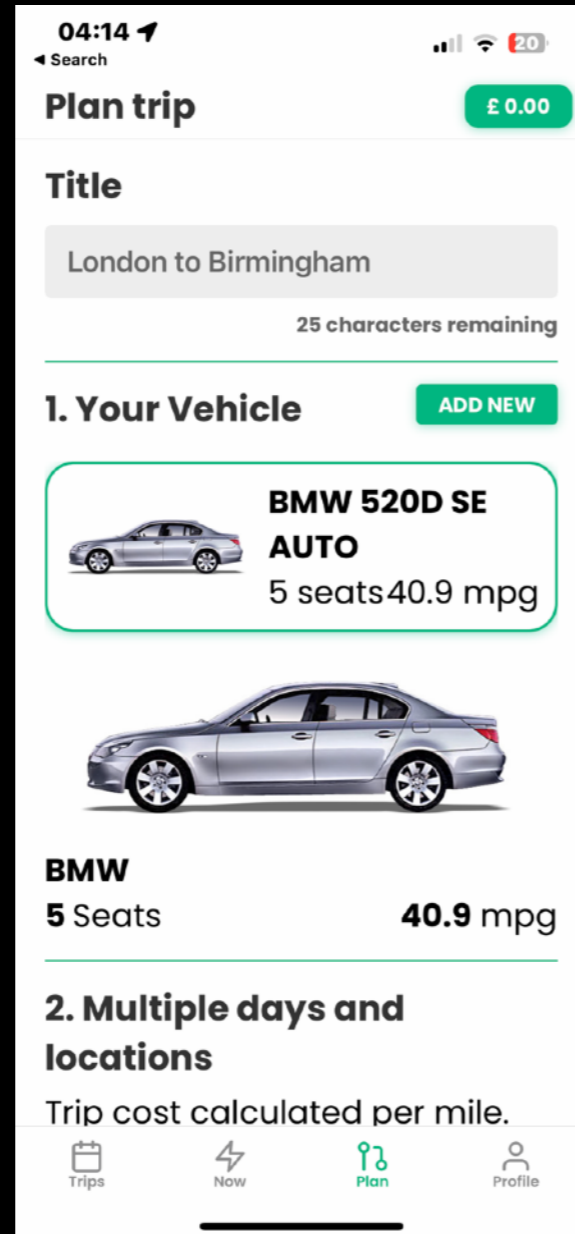 04:14
20
◀ Search
Plan trip
£ 0.00
Title
London to Birmingham
25 characters remaining
1. Your Vehicle
ADD NEW
BMW 520D SE
AUTO
5 seats40.9 mpg
BMW
5 Seats
40.9 mpg
2. Multiple days and
locations
Trip cost calculated per mile.
Trips
Now
Plan
Profile